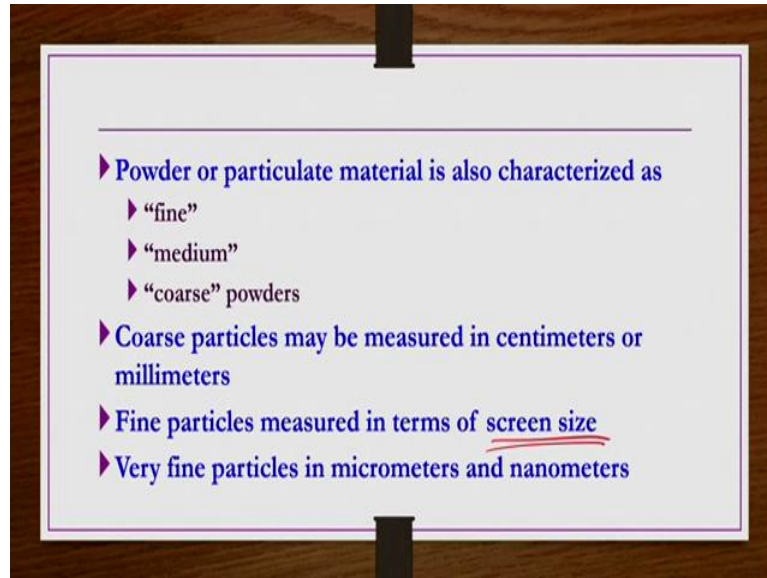 Powder or particulate material is also characterized as
“fine”
“medium”
“coarse” powders
Coarse particles may be measured in centimeters or
millimeters
Fine particles measured in terms of screen size
Very fine particles in micrometers and nanometers